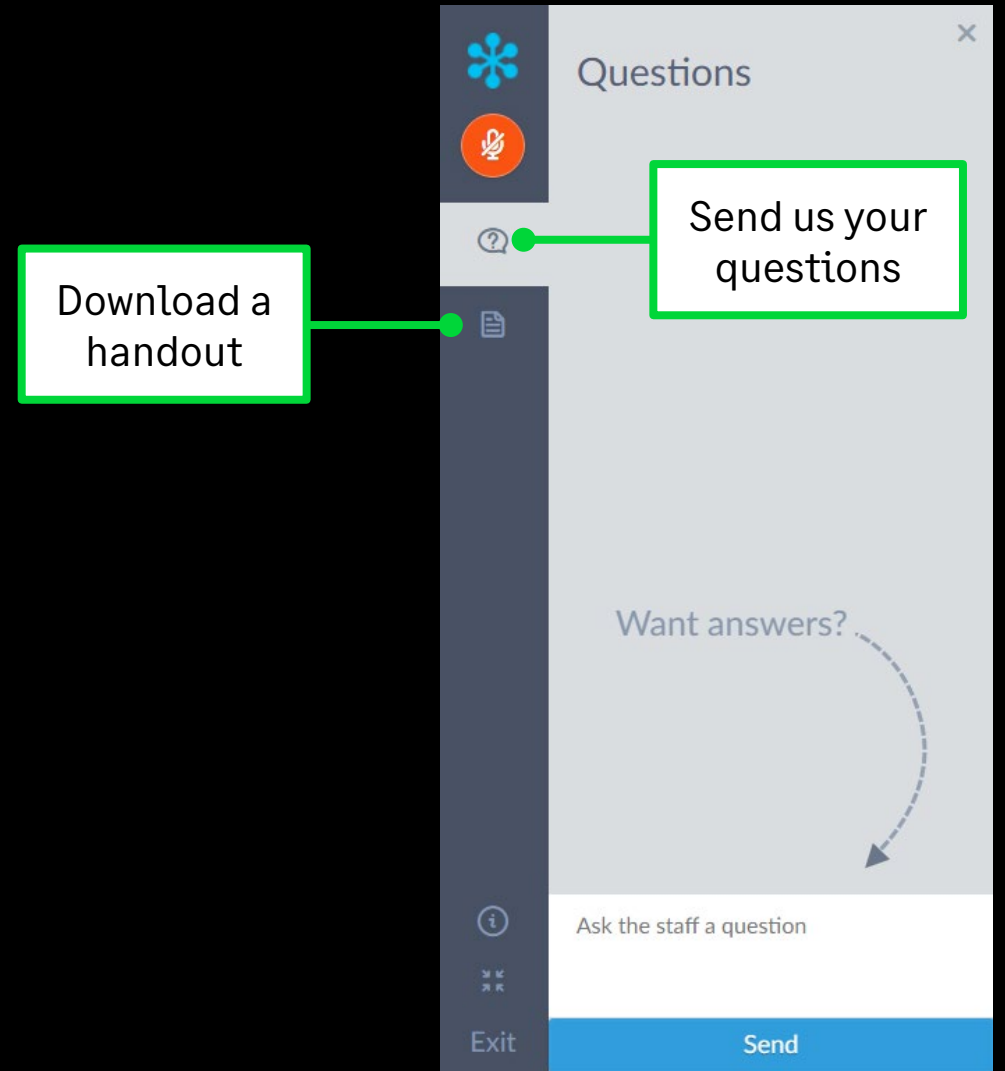 Questions
Send us your
questions
Download a
handout
Want answers?
Ask the staff a question
Exit
Send